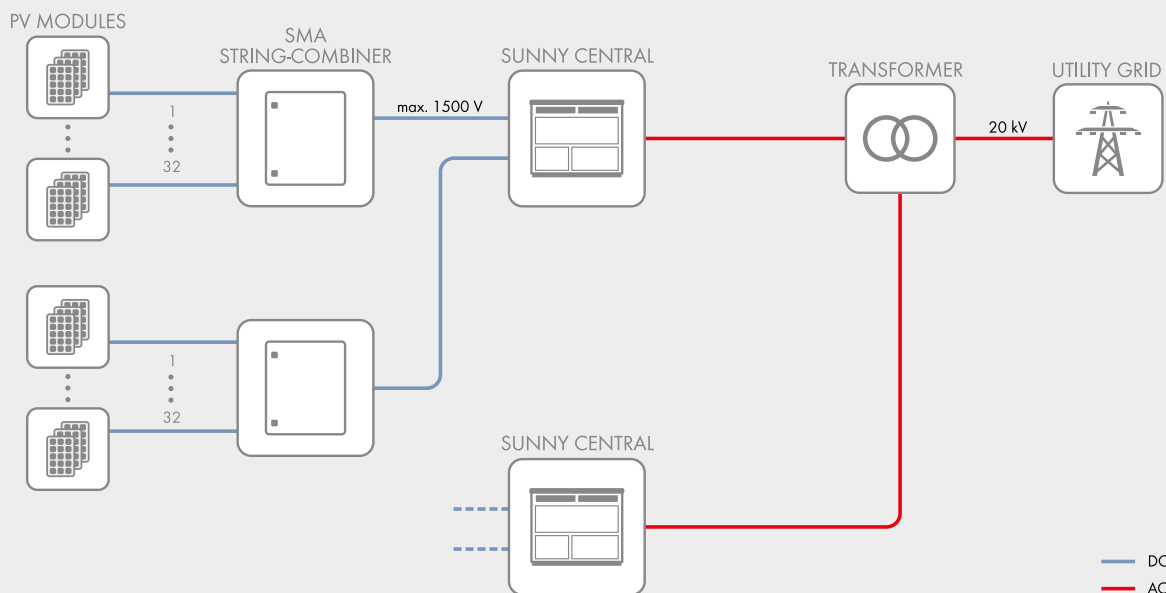 PV MODULES
SMA
STRING-COMBINER
SUNNY CENTRAL
TRANSFORMER
UTILITY GRID
1
32
max. 1500 V
20 kV
1
32
SUNNY CENTRAL
DC
AC